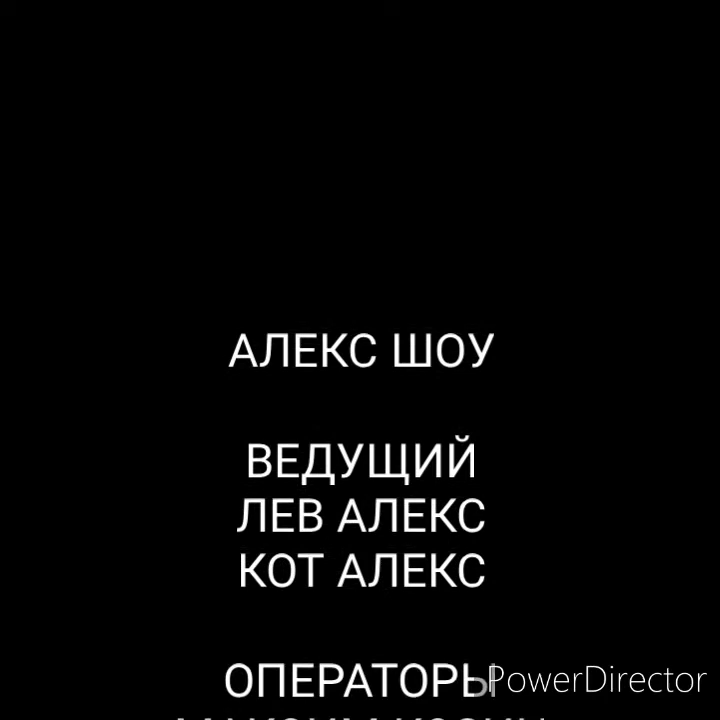 АЛЕКС ШОУ
ВЕДУЩИЙ
ЛЕВ АЛЕКС
КОТ АЛЕКС
ОПЕРАТОРЫ
PowerDirector